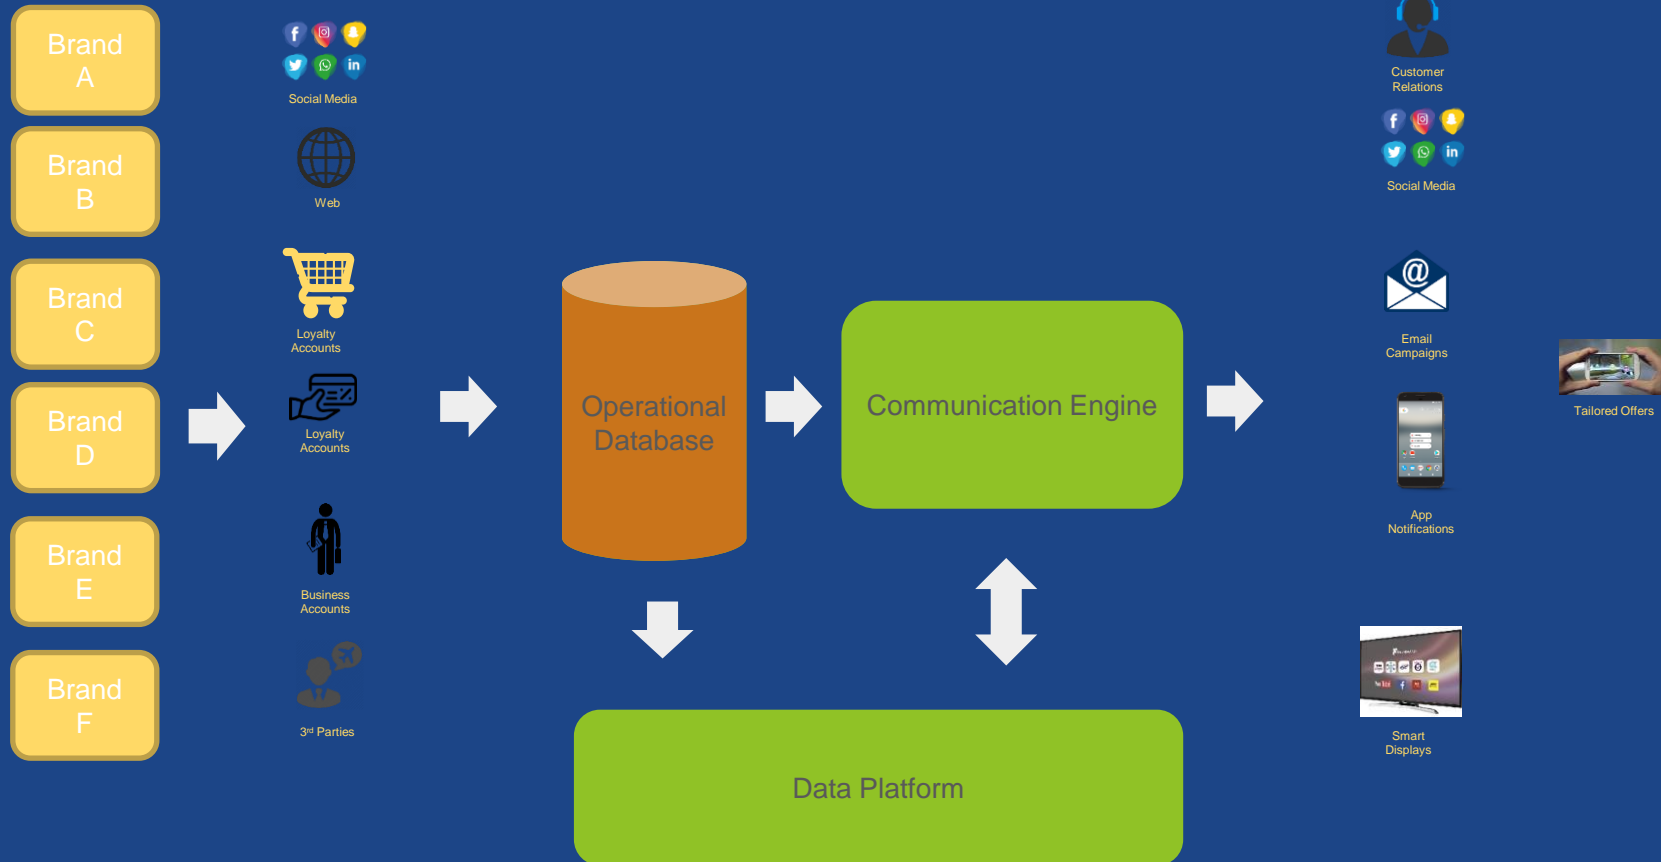 Brand
A
Brand
B
Brand
C
Brand
D
Brand
E
Brand
F
Social Media
Web
Loyalty
Accounts
Loyalty
Accounts
Business
Accounts
3rd Parties
Operational
Database
Communication Engine
Data Platform
Customer
Relations
Social Media
Email
Campaigns
App
Notifications
Smart
Displays
Tailored Offers